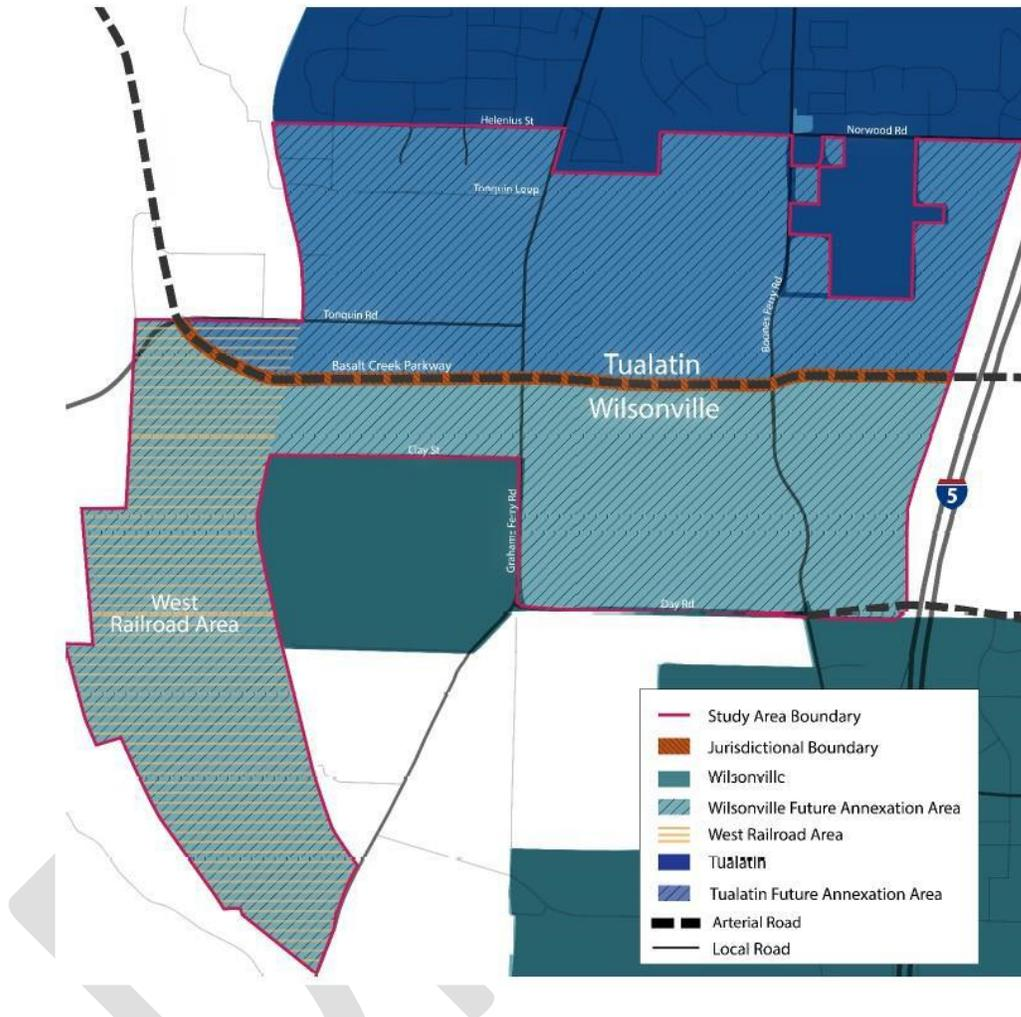 Helenius St
Norwood Rd
Tonquin Loop
Boones Ferry Rd
Tonquin Rd
Basalt Creek Parkway
Tualatin
Wilsonville
Clay St
5
Grahams Ferry Rd
West
Railroad Area
Day Rd
Study Area Boundary
Jurisdictional Boundary
Wilsonville
Wilsonville Future Annexation Area
West Railroad Area
Tualatin
Tualatin Future Annexation Area
Arterial Road
Local Road